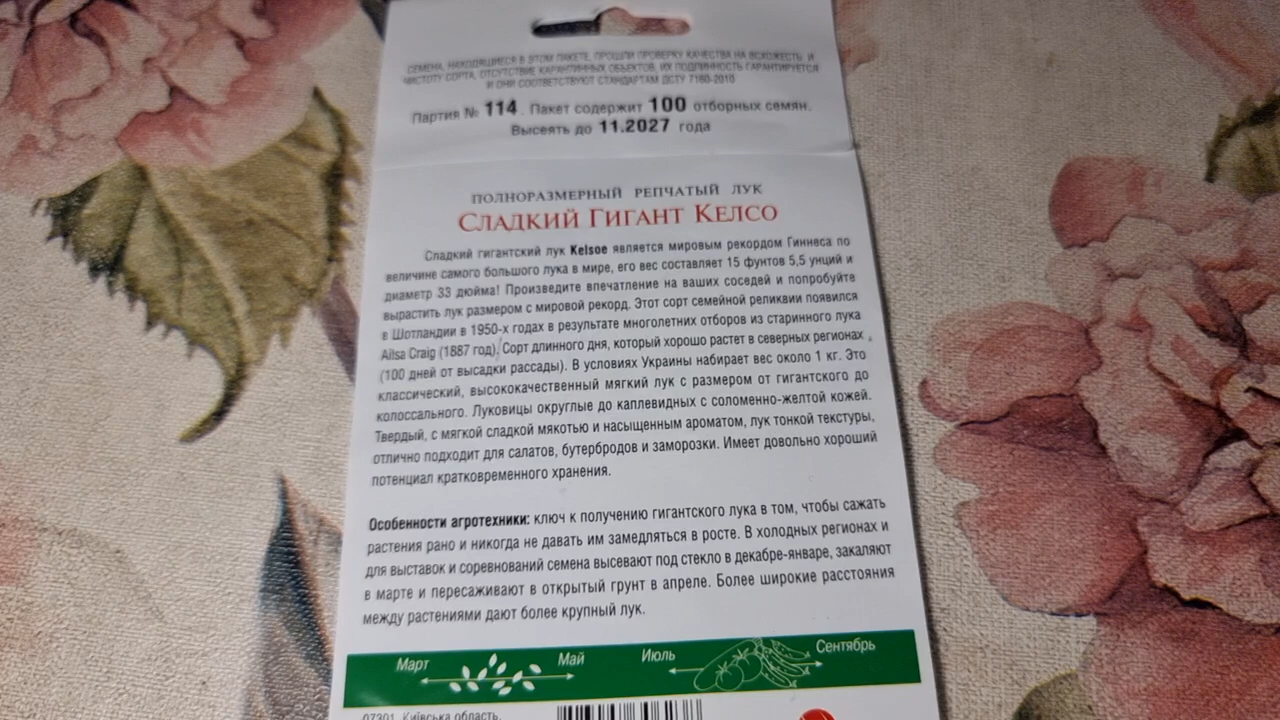 СЕМЕНА, НАХОДЯЩИЕСЯ В ЭТОМ ПАКЕТЕ, ПРОШЛИ ПРОВЕРКУ КАЧЕСТВА НА ВСХОЖЕСТЬ И
ЧИСТОТУ СОРТА, ОТСУТСТВИЕ КАРАНТИННЫХ ОБЪЕКТОВ, ИХ ПОДЛИННОСТЬ ГАРАНТИРУЕТСЯ
И ОНИ СООТВЕТСТВУЮТ СТАНДАРТАМ ДСТУ 7160-2010
Партия № 114. Пакет содержит 100 отборных семян.
Высеять до 11.2027 года
ПОЛНОРАЗМЕРНЫЙ РЕПЧАТЫЙ ЛУК
СЛАДКИЙ ГИГАНТ КЕЛСО
Сладкий гигантский лук Kelsoe является мировым рекордом Гиннеса по
величине самого большого лука в мире, его вес составляет 15 фунтов 5,5 унций и
диаметр 33 дюйма! Произведите впечатление на ваших соседей и попробуйте
вырастить лук размером с мировой рекорд. Этот сорт семейной реликвии появился
в Шотландии в 1950-х годах в результате многолетних отборов из старинного лука
Ailsa Craig (1887 год). Сорт длинного дня, который хорошо растет в северных регионах ,
(100 дней от высадки рассады). В условиях Украины набирает вес около 1 кг. Это
классический, высококачественный мягкий лук с размером от гигантского до
колоссального. Луковицы округлые до каплевидных с соломенно-желтой кожей.
Твердый, с мягкой сладкой мякотью и насыщенным ароматом, лук тонкой текстуры,
отлично подходит для салатов, бутербродов и заморозки. Имеет довольно хороший
потенциал кратковременного хранения.
Особенности агротехники: ключ к получению гигантского лука в том, чтобы сажать
растения рано и никогда не давать им замедляться в росте. В холодных регионах и
для выставок и соревнований семена высевают под стекло в декабре-январе, закаляют
в марте и пересаживают в открытый грунт в апреле. Более широкие расстояния
между растениями дают более крупный лук.
Март Май Июль Сентябрь
07301, Київська область,